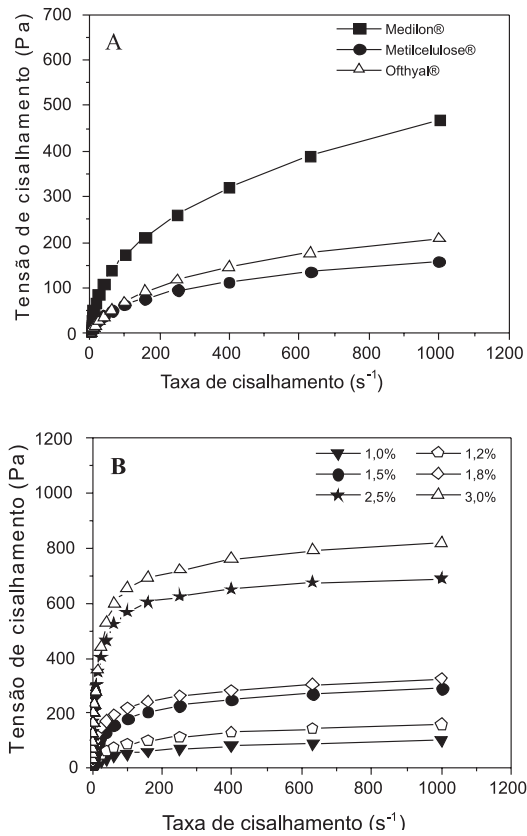 A
Medilon®
Metilcelulose®
Ofthyal®
Tensão de cisalhamento (Pa)
700
600
500
400
300
200
100
0
0 200 400 600 800 1000 1200
Taxa de cisalhamento (s⁻¹)
B
1,0% 1,2%
1,5% 1,8%
2,5% 3,0%
Tensão de cisalhamento (Pa)
1200
1000
800
600
400
200
0
0 200 400 600 800 1000 1200
Taxa de cisalhamento (s⁻¹)